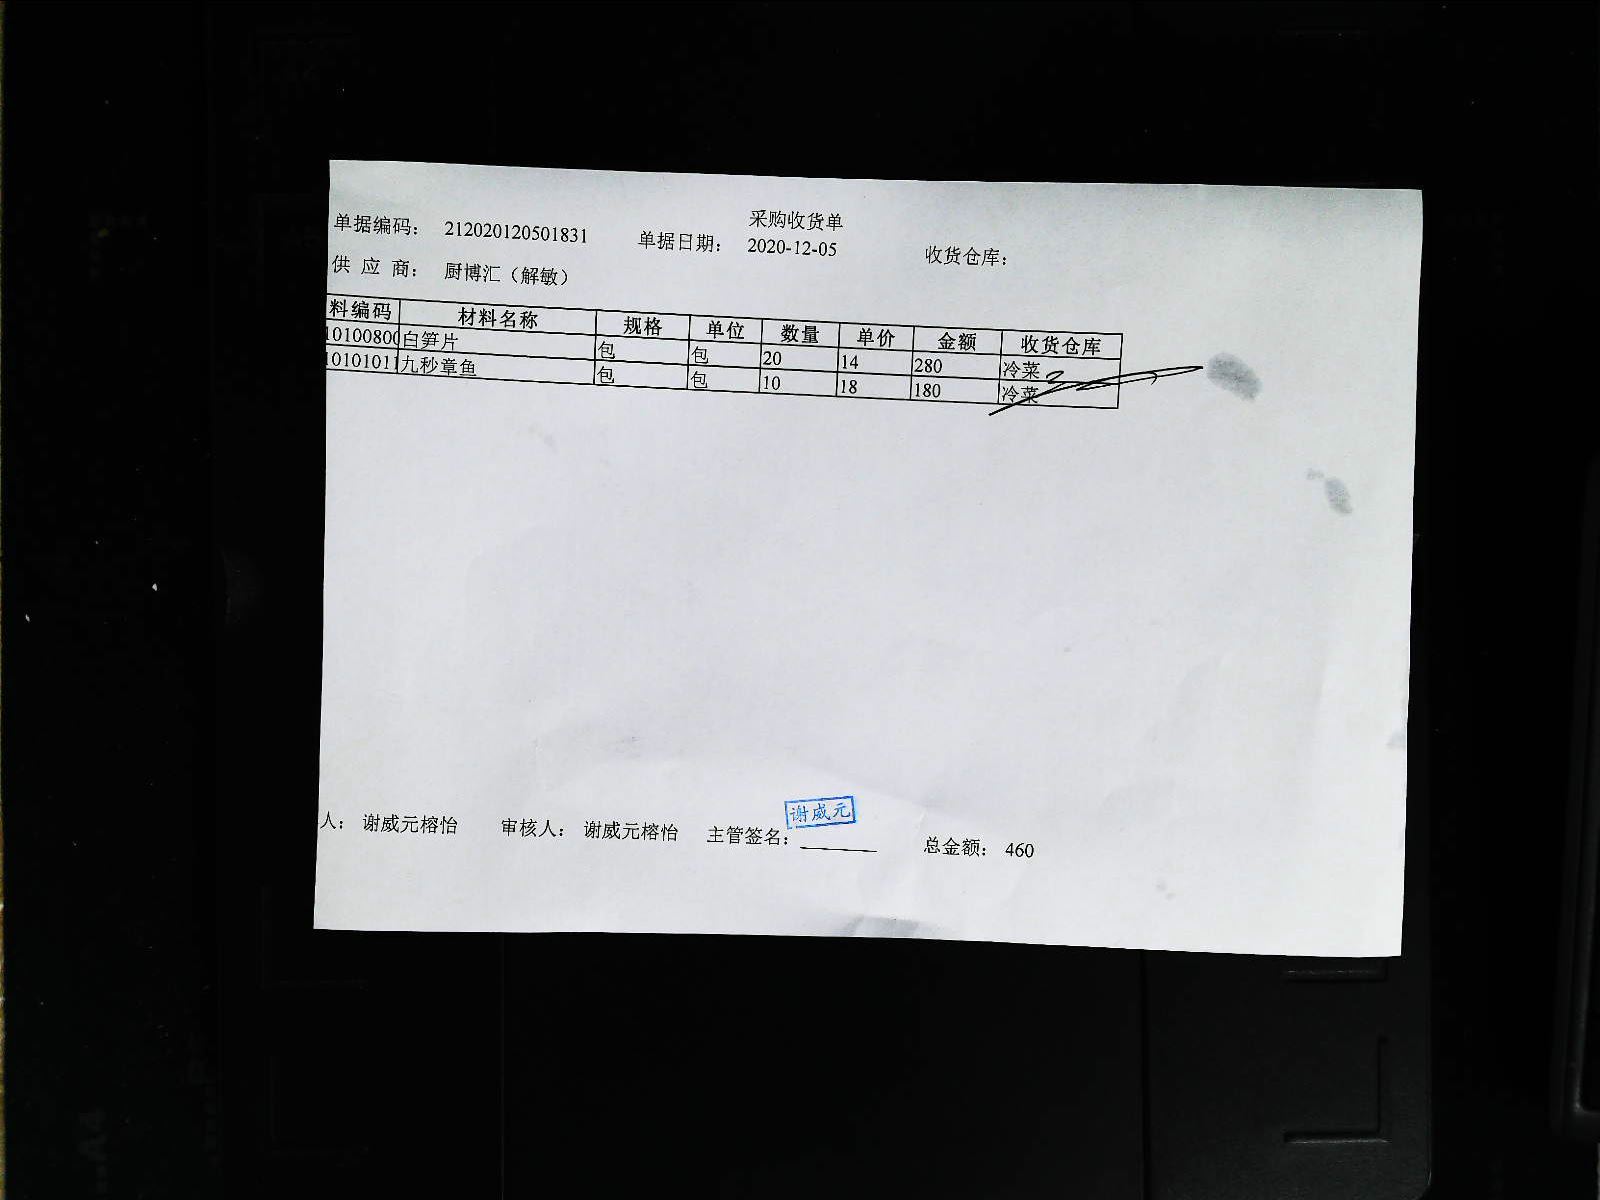 采购收货单
单据编码： 212020120501831 单据日期： 2020-12-05 收货仓库：
供 应 商： 厨博汇（解敏）
料编码 材料名称 规格 单位 数量 单价 金额 收货仓库
10100800 白笋片 包 包 20 14 280 冷菜
10101011 九秒章鱼 包 包 10 18 180 冷菜
谢威元
人： 谢威元榕怡 审核人： 谢威元榕怡 主管签名： 总金额： 460